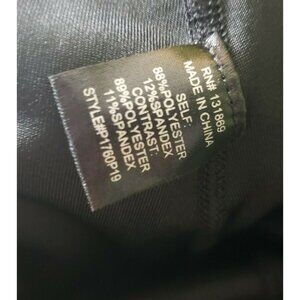 RN# 131869
MADE IN CHINA
SELF:
88%POLYESTER
12%SPANDEX
CONTRAST:
89%POLYESTER
11%SPANDEX
STYLE#P1760P19